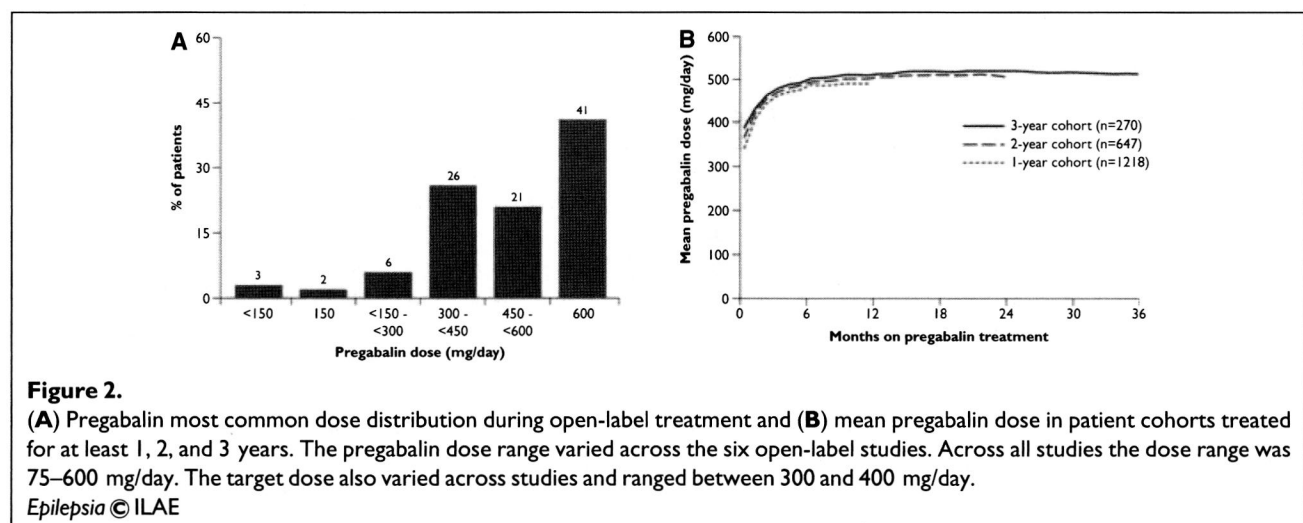 A
60
45
30
15
0
% of patients
3
2
6
26
21
41
<150
150
<150 -
<300
300 -
<450
450 -
<600
600
Pregabalin dose (mg/day)
B
600
500
400
300
200
100
0
Mean pregabalin dose (mg/day)
3-year cohort (n=270)
2-year cohort (n=647)
1-year cohort (n=1218)
0
6
12
18
24
30
36
Months on pregabalin treatment
Figure 2.
(A) Pregabalin most common dose distribution during open-label treatment and (B) mean pregabalin dose in patient cohorts treated
for at least 1, 2, and 3 years. The pregabalin dose range varied across the six open-label studies. Across all studies the dose range was
75–600 mg/day. The target dose also varied across studies and ranged between 300 and 400 mg/day.
Epilepsia © ILAE